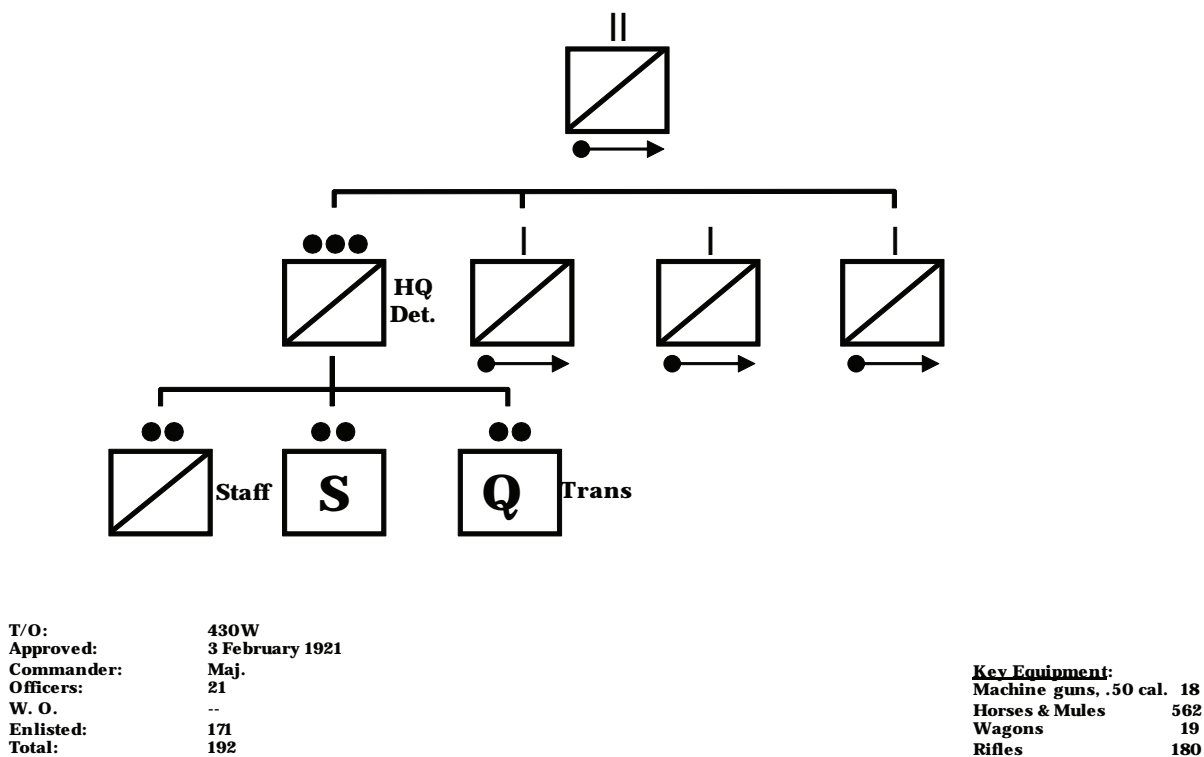 HQ
Det.
Staff
S
Q
Trans
T/O: 430W
Approved: 3 February 1921
Commander: Maj.
Officers: 21
W. O. --
Enlisted: 171
Total: 192
Key Equipment:
Machine guns, .50 cal. 18
Horses & Mules 562
Wagons 19
Rifles 180